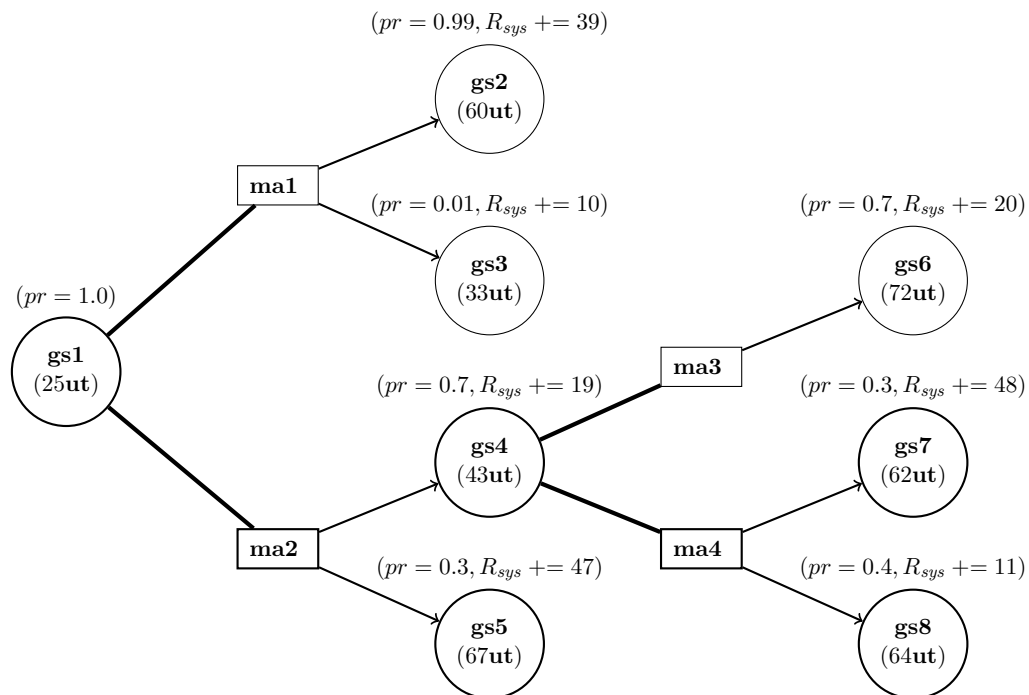 (pr = 0.99, R_sys += 39)
gs2
(60ut)
ma1
(pr = 0.01, R_sys += 10)
(pr = 0.7, R_sys += 20)
gs3
(33ut)
gs6
(72ut)
(pr = 1.0)
gs1
(25ut)
ma3
(pr = 0.7, R_sys += 19)
(pr = 0.3, R_sys += 48)
gs4
(43ut)
gs7
(62ut)
ma2
ma4
(pr = 0.3, R_sys += 47)
(pr = 0.4, R_sys += 11)
gs5
(67ut)
gs8
(64ut)